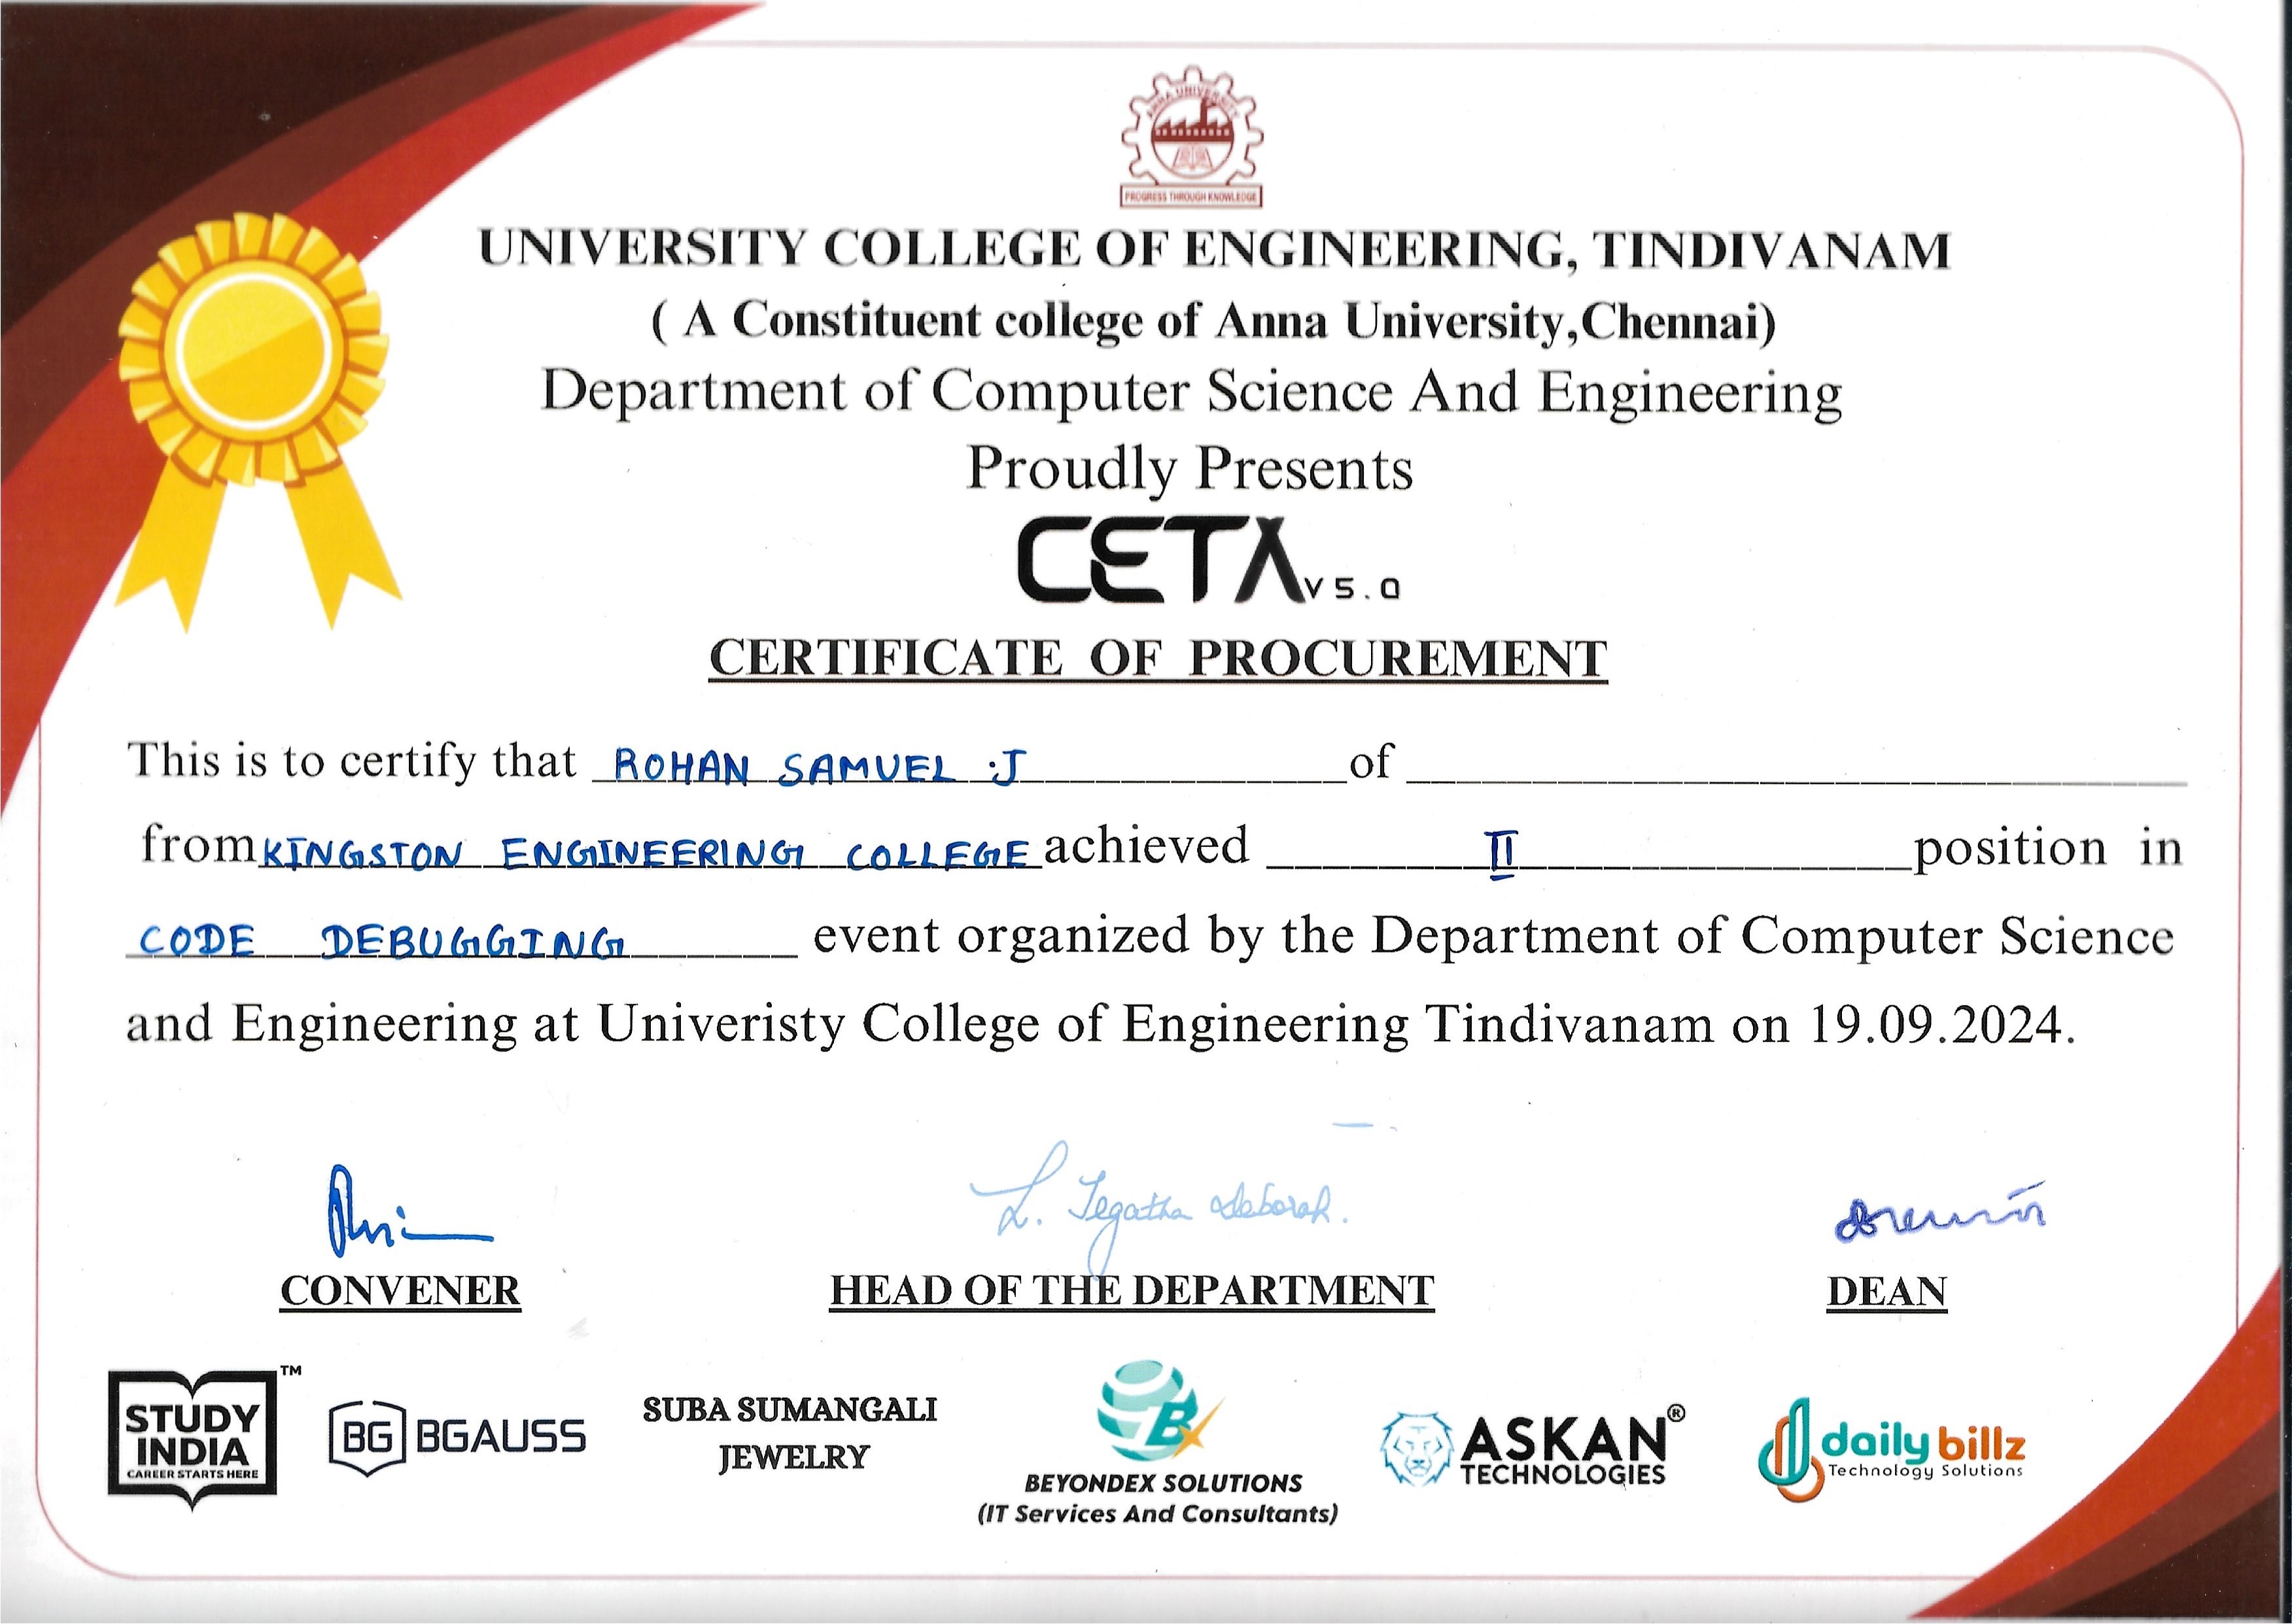 ANNA UNIVERSITY
PROGRESS THROUGH KNOWLEDGE
UNIVERSITY COLLEGE OF ENGINEERING, TINDIVANAM
( A Constituent college of Anna University,Chennai)
Department of Computer Science And Engineering
Proudly Presents
CETA v 5.0
CERTIFICATE OF PROCUREMENT
This is to certify that ROHAN SAMUEL .J of
from KINGSTON ENGINEERING COLLEGE achieved II position in
CODE DEBUGGING event organized by the Department of Computer Science
and Engineering at Univeristy College of Engineering Tindivanam on 19.09.2024.
L. Jegatha Deborah.
CONVENER HEAD OF THE DEPARTMENT DEAN
STUDY INDIA CAREER STARTS HERE TM
BG BGAUSS
SUBA SUMANGALI
JEWELRY
B
BEYONDEX SOLUTIONS
(IT Services And Consultants)
ASKAN ®
TECHNOLOGIES
daily billz
Technology Solutions